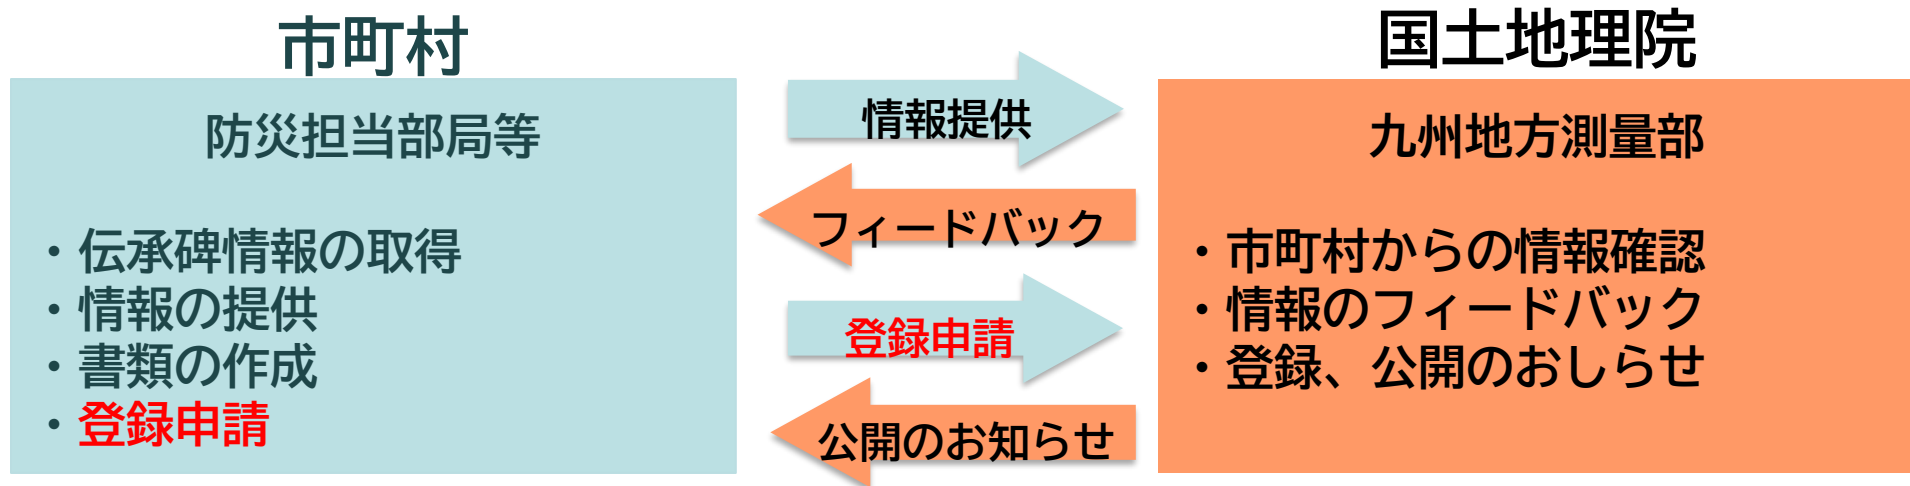 市町村
防災担当部局等
・伝承碑情報の取得
・情報の提供
・書類の作成
・登録申請
情報提供
フィードバック
登録申請
公開のお知らせ
国土地理院
九州地方測量部
・市町村からの情報確認
・情報のフィードバック
・登録、公開のおしらせ